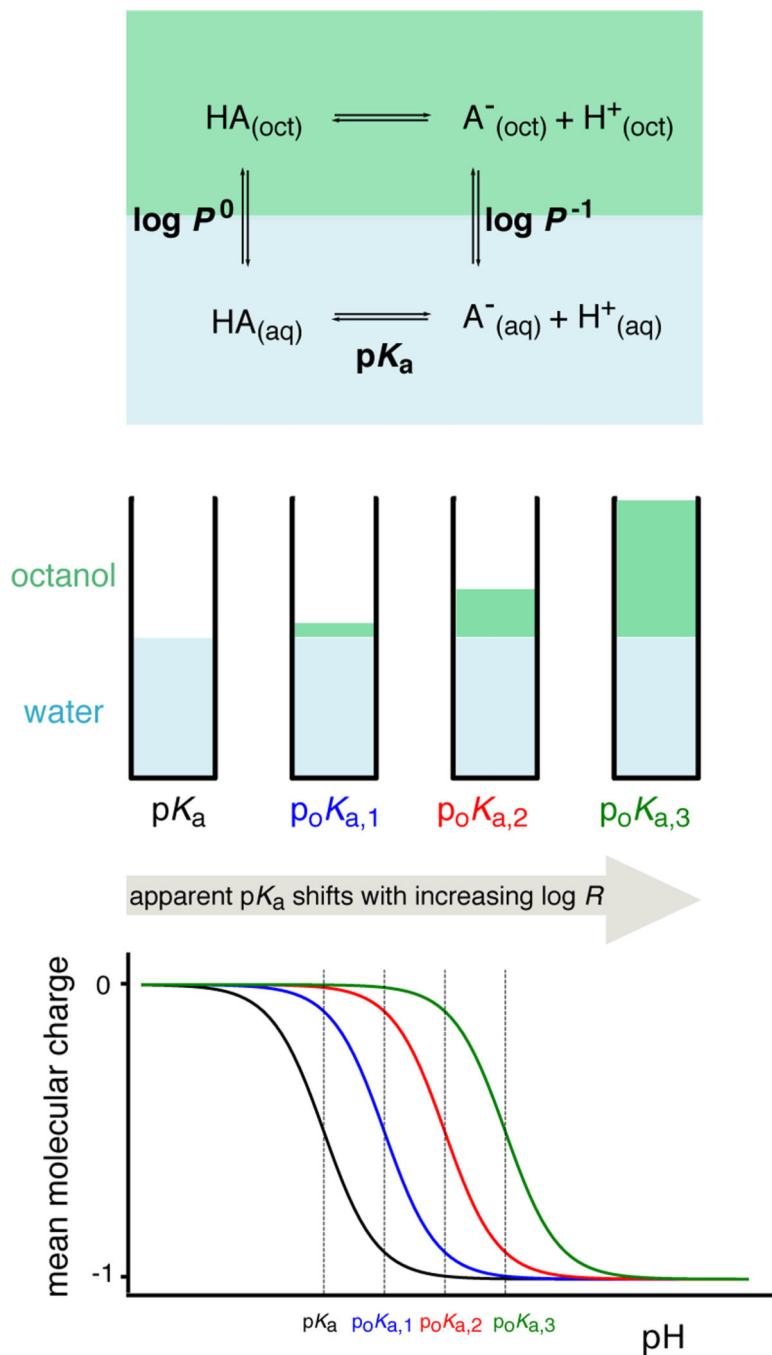 HA(oct) A⁻(oct) + H⁺(oct)
log P⁰ log P⁻¹
HA(aq) A⁻(aq) + H⁺(aq)
pKₐ
octanol
water
pKₐ pₒKₐ,₁ pₒKₐ,₂ pₒKₐ,₃
apparent pKₐ shifts with increasing log R
mean molecular charge
0
-1
pKₐ pₒKₐ,₁ pₒKₐ,₂ pₒKₐ,₃
pH